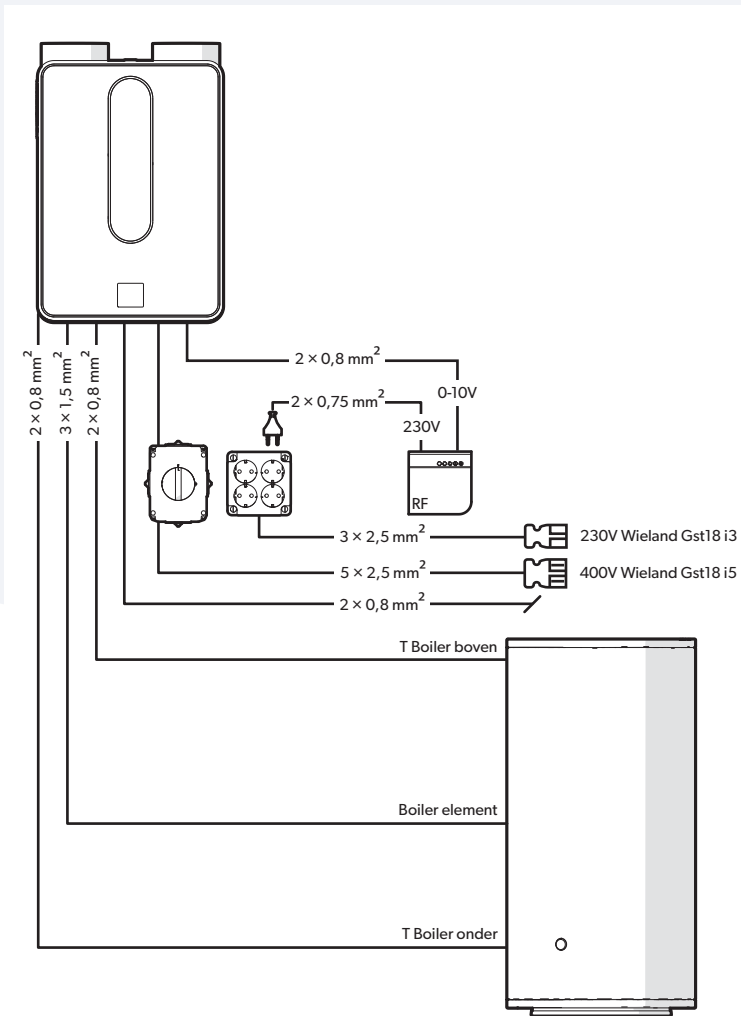 2 × 0,8 mm²
3 × 1,5 mm²
2 × 0,8 mm²
2 × 0,8 mm²
0-10V
2 × 0,75 mm²
230V
RF
3 × 2,5 mm²
230V Wieland Gst18 i3
5 × 2,5 mm²
400V Wieland Gst18 i5
2 × 0,8 mm²
T Boiler boven
Boiler element
T Boiler onder